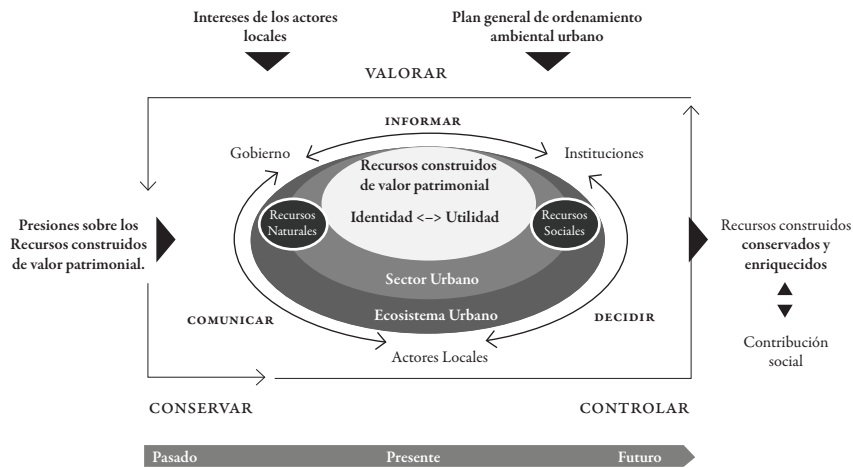 Intereses de los actores
locales
Plan general de ordenamiento
ambiental urbano
VALORAR
INFORMAR
Gobierno
Instituciones
Recursos construidos
de valor patrimonial
Identidad <-> Utilidad
Recursos
Naturales
Recursos
Sociales
Presiones sobre los
Recursos construidos
de valor patrimonial.
Recursos construidos
conservados y
enriquecidos
Sector Urbano
Ecosistema Urbano
COMUNICAR
DECIDIR
Actores Locales
Contribución
social
CONSERVAR
CONTROLAR
Pasado
Presente
Futuro